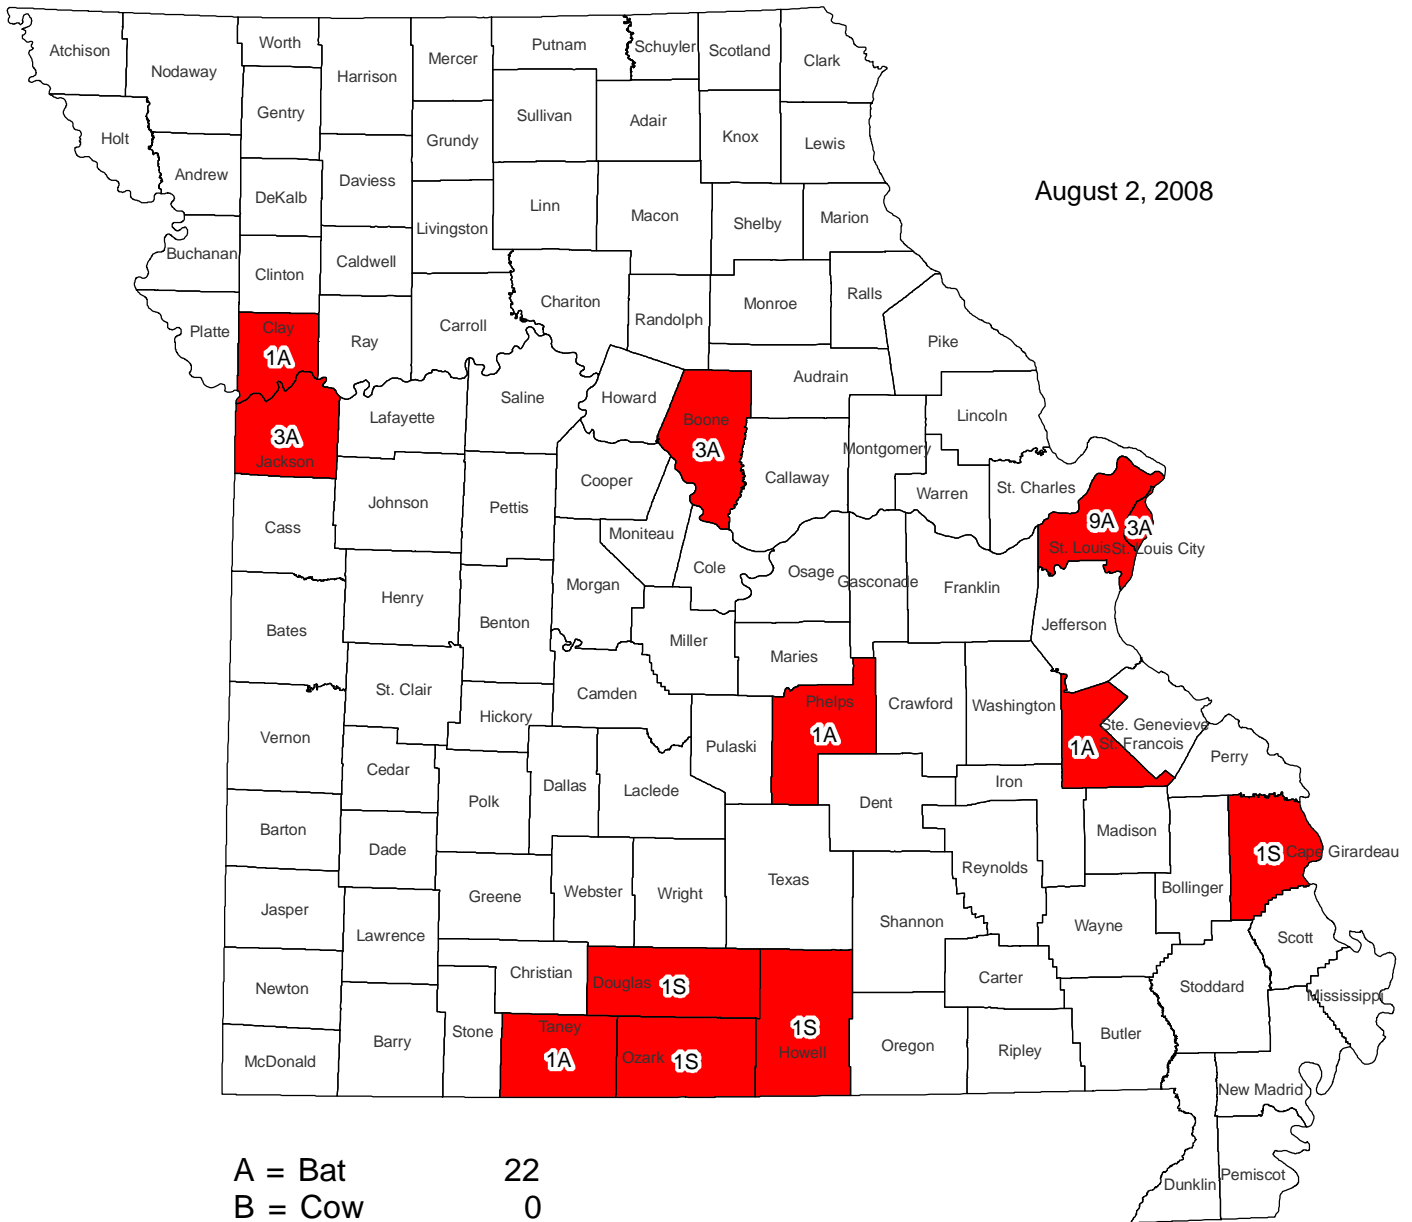 Atchison
Nodaway
Worth
Harrison
Mercer
Putnam
Schuyler
Scotland
Clark
Holt
Gentry
Grundy
Sullivan
Adair
Knox
Lewis
Andrew
DeKalb
Daviess
Livingston
Linn
Macon
Shelby
Marion
August 2, 2008
Buchanan
Clinton
Caldwell
Chariton
Randolph
Monroe
Ralls
Platte
Clay
1A
Ray
Carroll
Pike
Audrain
Saline
Howard
Lafayette
Boone
3A
Lincoln
3A
Jackson
Montgomery
Cooper
Callaway
Warren
St. Charles
Johnson
Pettis
Cass
Moniteau
9A
3A
St. Louis
St. Louis City
Cole
Osage
Gasconade
Franklin
Morgan
Henry
Benton
Bates
Miller
Jefferson
Maries
St. Clair
Camden
Hickory
Phelps
1A
Crawford
Washington
Ste. Genevieve
St. Francois
1A
Vernon
Pulaski
Perry
Cedar
Polk
Dallas
Laclede
Dent
Iron
Barton
Dade
Madison
1S
Cape Girardeau
Reynolds
Texas
Webster
Wright
Greene
Bollinger
Jasper
Lawrence
Shannon
Wayne
Scott
Christian
Douglas
1S
Carter
Newton
Stoddard
Mississippi
Stone
Taney
1A
Ozark
1S
1S
Howell
Oregon
Ripley
Butler
Barry
McDonald
New Madrid
Dunklin
Pemiscot
A = Bat 22
B = Cow 0